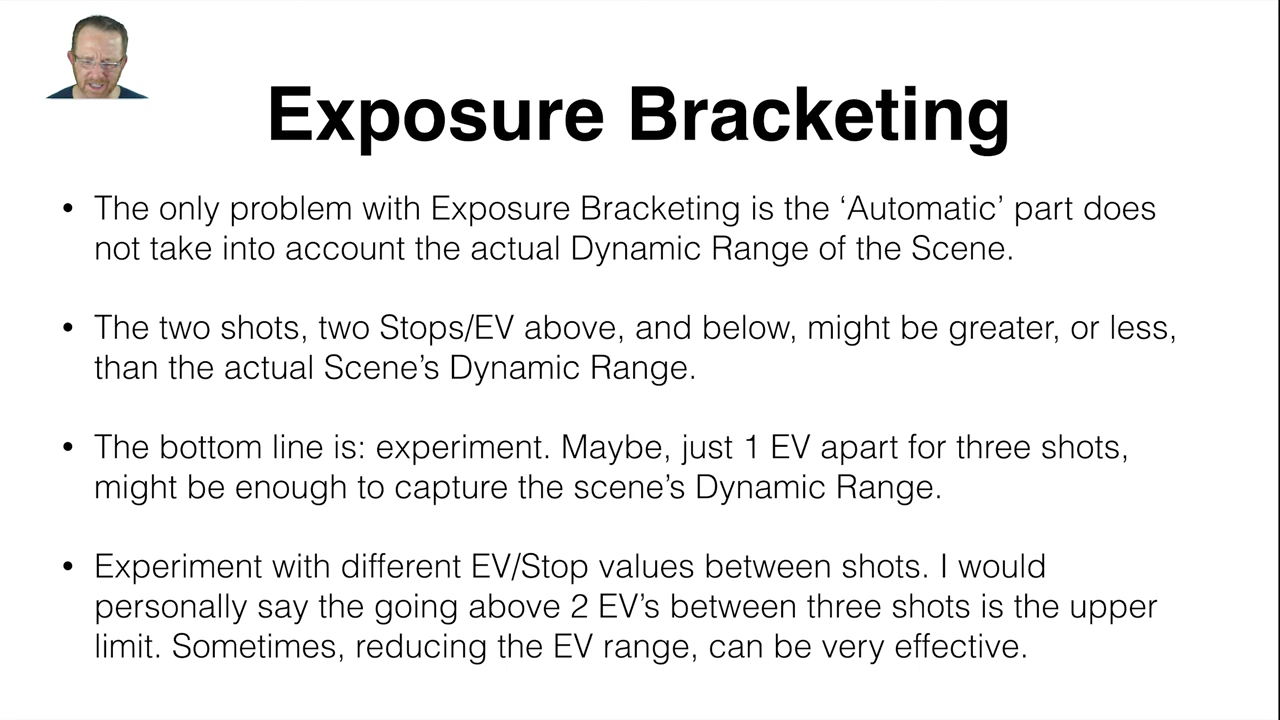 Exposure Bracketing
• The only problem with Exposure Bracketing is the ‘Automatic’ part does
not take into account the actual Dynamic Range of the Scene.
• The two shots, two Stops/EV above, and below, might be greater, or less,
than the actual Scene’s Dynamic Range.
• The bottom line is: experiment. Maybe, just 1 EV apart for three shots,
might be enough to capture the scene’s Dynamic Range.
• Experiment with different EV/Stop values between shots. I would
personally say the going above 2 EV’s between three shots is the upper
limit. Sometimes, reducing the EV range, can be very effective.